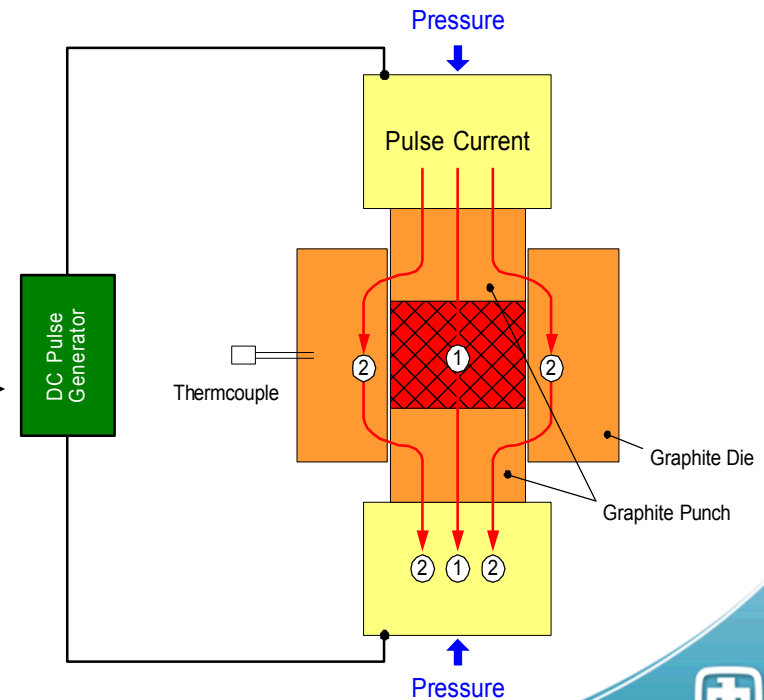 Pressure
Pulse Current
DC Pulse
Generator
Thermcouple
2
1
2
Graphite Die
Graphite Punch
2
1
2
Pressure